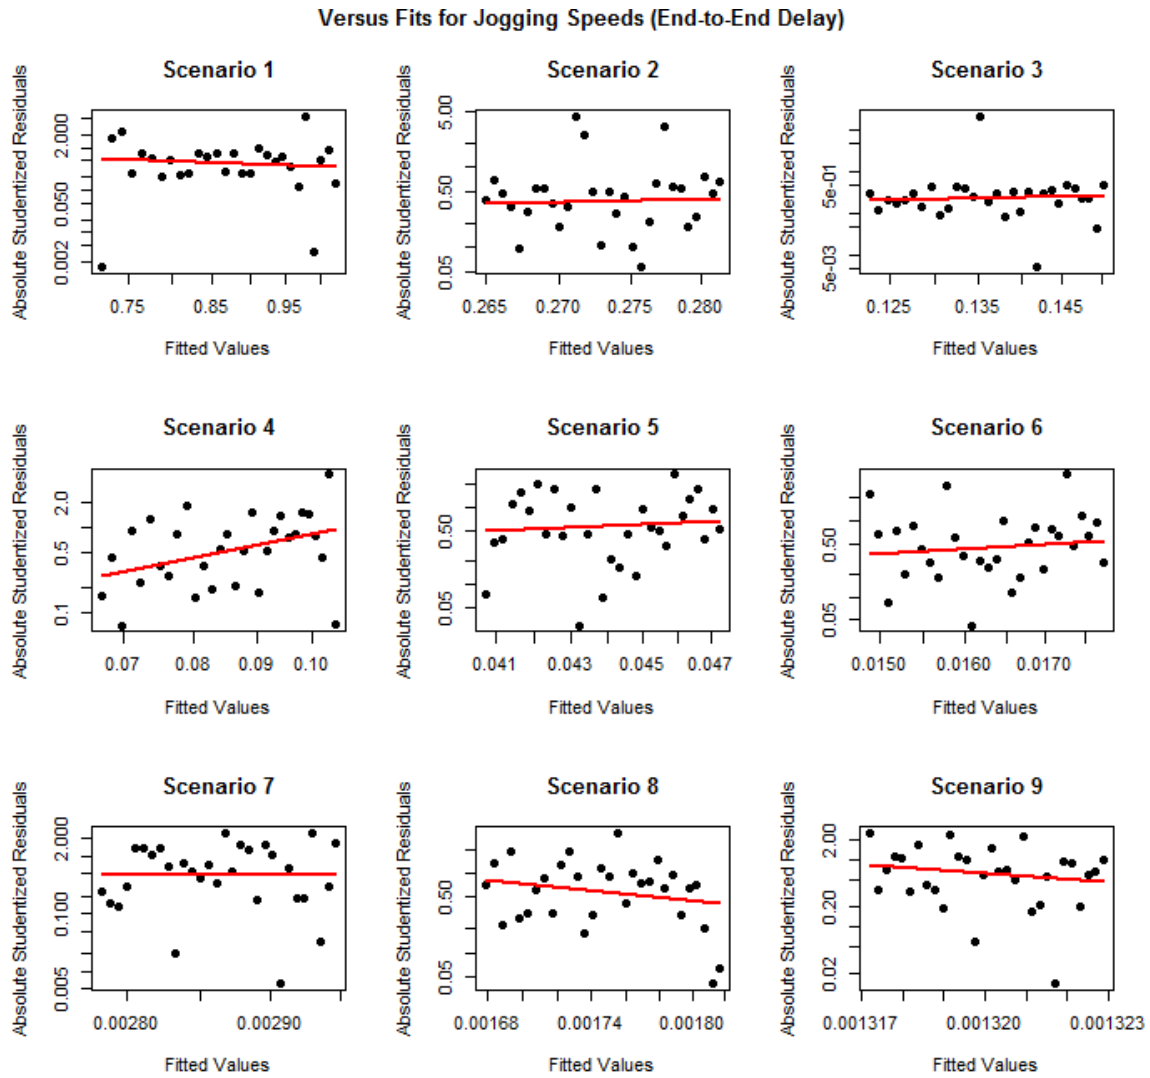 Versus Fits for Jogging Speeds (End-to-End Delay)
Scenario 1
Absolute Studentized Residuals
2.000
0.050
0.002
0.75
0.85
0.95
Fitted Values
Scenario 2
Absolute Studentized Residuals
5.00
0.50
0.05
0.265
0.270
0.275
0.280
Fitted Values
Scenario 3
Absolute Studentized Residuals
5e-01
5e-03
0.125
0.135
0.145
Fitted Values
Scenario 4
Absolute Studentized Residuals
2.0
0.5
0.1
0.07
0.08
0.09
0.10
Fitted Values
Scenario 5
Absolute Studentized Residuals
0.50
0.05
0.041
0.043
0.045
0.047
Fitted Values
Scenario 6
Absolute Studentized Residuals
0.50
0.05
0.0150
0.0160
0.0170
Fitted Values
Scenario 7
Absolute Studentized Residuals
2.000
0.100
0.005
0.00280
0.00290
Fitted Values
Scenario 8
Absolute Studentized Residuals
0.50
0.05
0.00168
0.00174
0.00180
Fitted Values
Scenario 9
Absolute Studentized Residuals
2.00
0.20
0.02
0.001317
0.001320
0.001323
Fitted Values